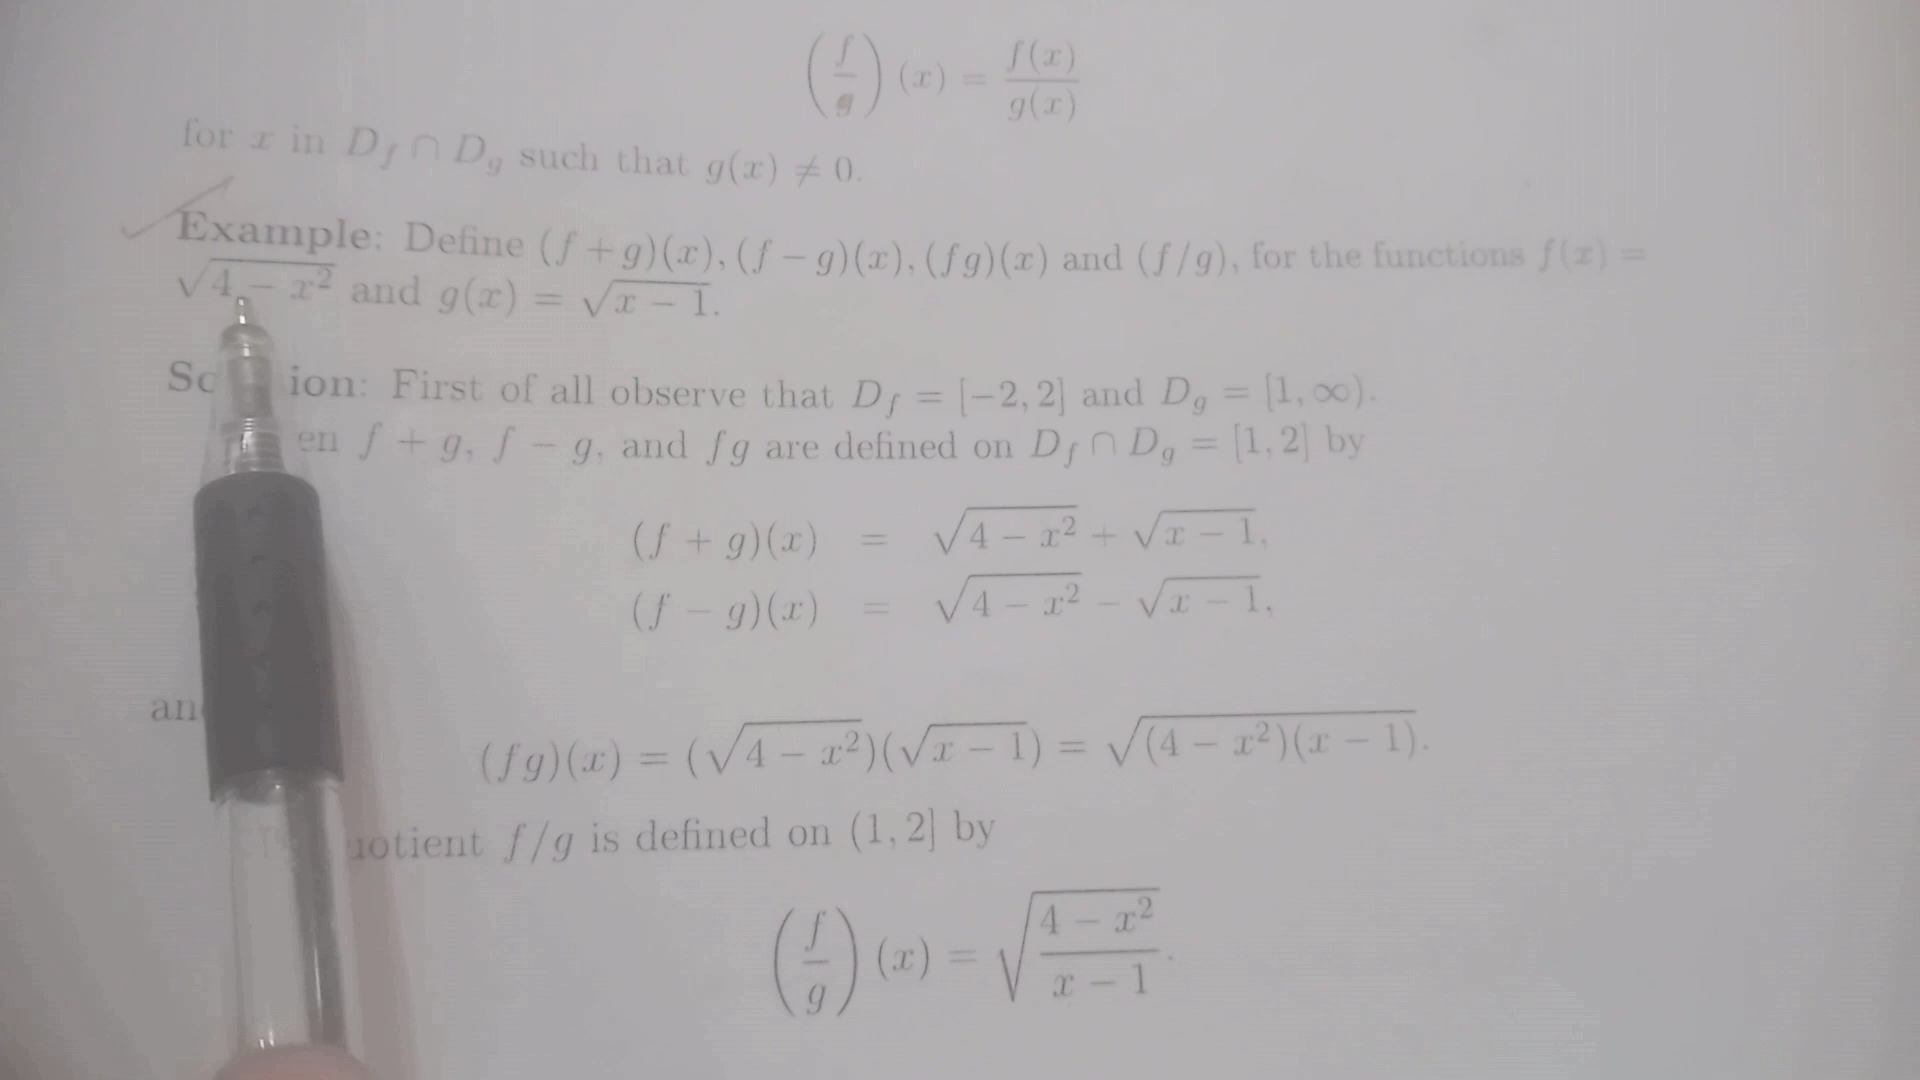 (f/g)(x) = f(x)/g(x)
for x in D_f ∩ D_g such that g(x) ≠ 0.
Example: Define (f + g)(x), (f − g)(x), (fg)(x) and (f/g), for the functions f(x) =
√(4 − x²) and g(x) = √(x − 1).
ion: First of all observe that D_f = [−2, 2] and D_g = [1, ∞).
en f + g, f − g, and fg are defined on D_f ∩ D_g = [1, 2] by
(f + g)(x) = √(4 − x²) + √(x − 1),
(f − g)(x) = √(4 − x²) − √(x − 1),
an
(fg)(x) = (√(4 − x²))(√(x − 1)) = √((4 − x²)(x − 1)).
uotient f/g is defined on (1, 2] by
(f/g)(x) = √((4 − x²)/(x − 1)).